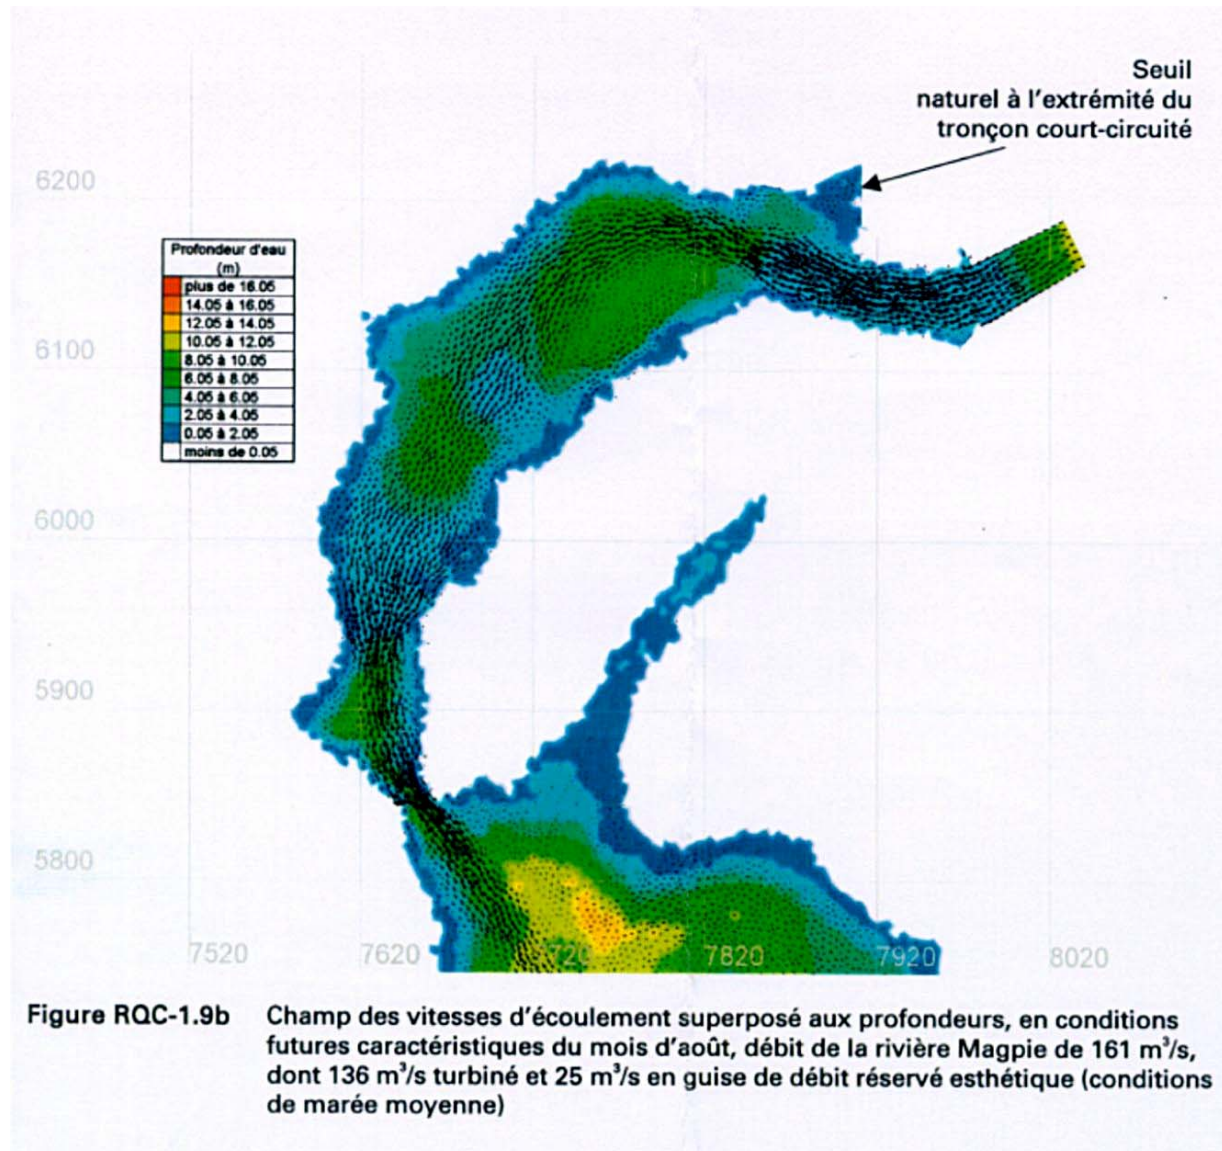 Seuil
naturel à l'extrémité du
tronçon court-circuité
6200
Profondeur d'eau
(m)
plus de 16.05
14.05 à 16.05
12.05 à 14.05
10.05 à 12.05
8.05 à 10.05
6.05 à 8.05
4.05 à 6.05
2.05 à 4.05
0.05 à 2.05
moins de 0.05
6100
6000
5900
5800
7520 7620 7720 7820 7920 8020
Figure RQC-1.9b Champ des vitesses d'écoulement superposé aux profondeurs, en conditions
futures caractéristiques du mois d'août, débit de la rivière Magpie de 161 m³/s,
dont 136 m³/s turbiné et 25 m³/s en guise de débit réservé esthétique (conditions
de marée moyenne)